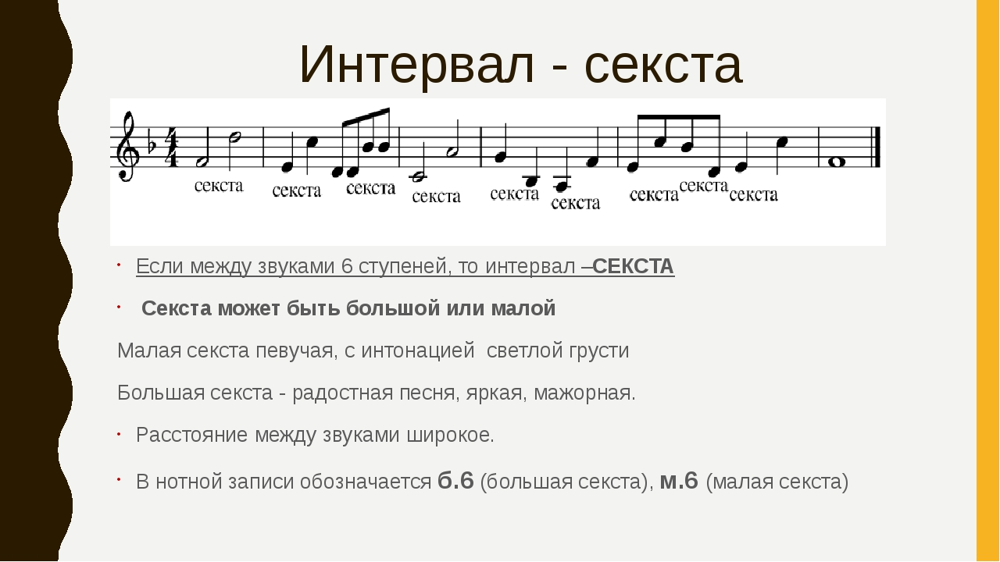 Интервал - секста
4
4
секста секста секста секста секста секста секста секста секста
Если между звуками 6 ступеней, то интервал –СЕКСТА
Секста может быть большой или малой
Малая секста певучая, с интонацией  светлой грусти
Большая секста - радостная песня, яркая, мажорная.
Расстояние между звуками широкое.
В нотной записи обозначается б.6 (большая секста), м.6 (малая секста)